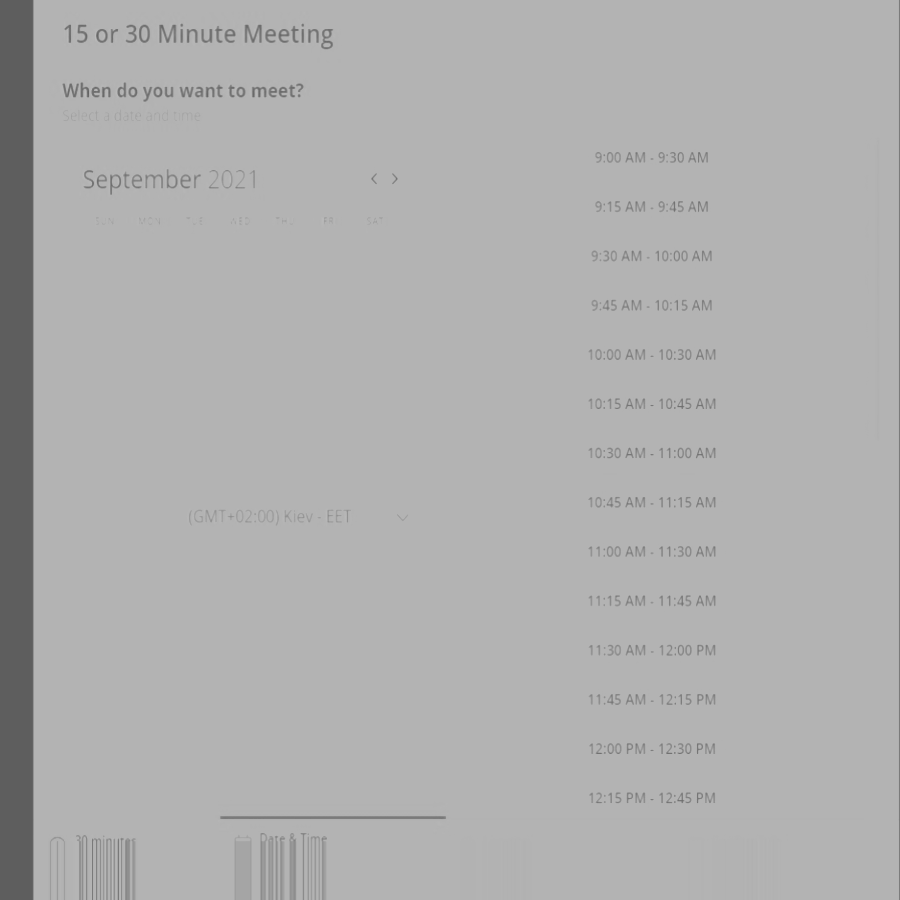 15 or 30 Minute Meeting
When do you want to meet?
Select a date and time
September 2021
SUN MON TUE WED THU FRI SAT
(GMT+02:00) Kiev - EET
9:00 AM - 9:30 AM
9:15 AM - 9:45 AM
9:30 AM - 10:00 AM
9:45 AM - 10:15 AM
10:00 AM - 10:30 AM
10:15 AM - 10:45 AM
10:30 AM - 11:00 AM
10:45 AM - 11:15 AM
11:00 AM - 11:30 AM
11:15 AM - 11:45 AM
11:30 AM - 12:00 PM
11:45 AM - 12:15 PM
12:00 PM - 12:30 PM
12:15 PM - 12:45 PM
30 minutes
Date & Time